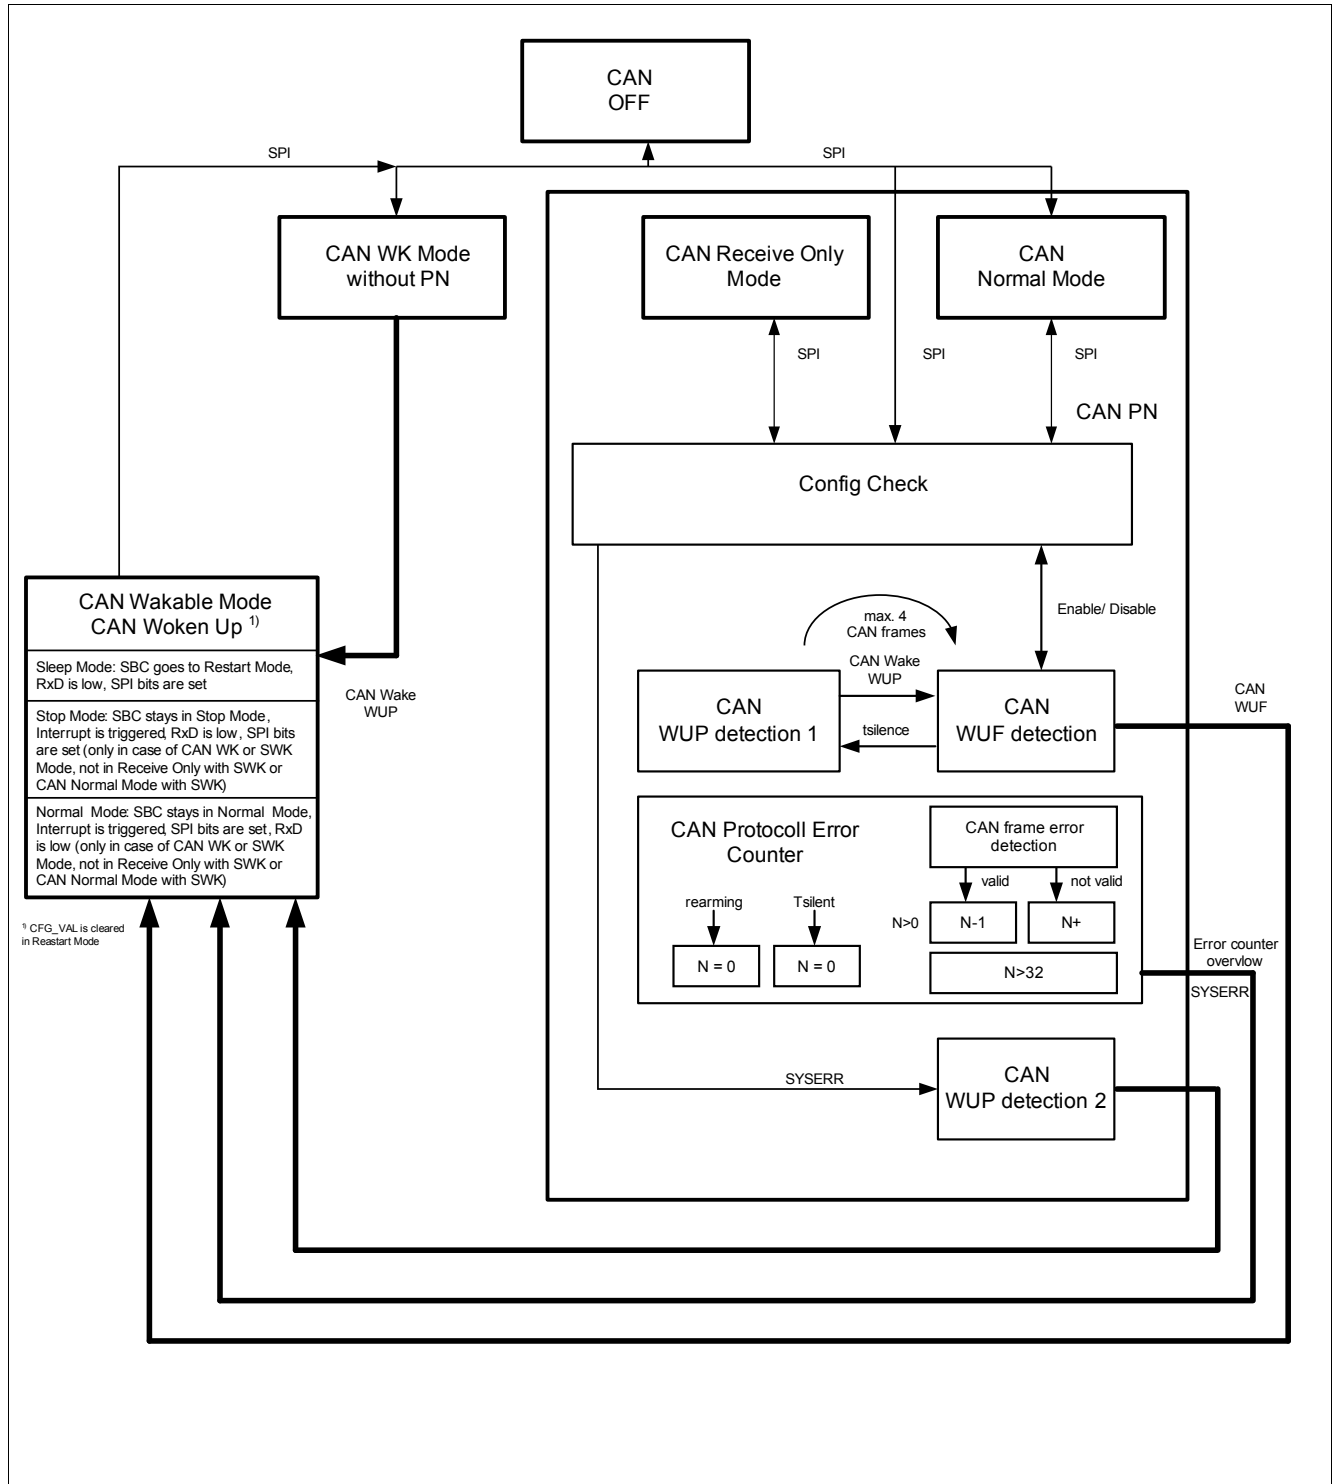 CAN
OFF
SPI
SPI
CAN WK Mode
without PN
CAN Receive Only
Mode
CAN
Normal Mode
SPI
SPI
SPI
CAN PN
Config Check
CAN Wakable Mode
CAN Woken Up 1)
Sleep Mode: SBC goes to Restart Mode,
RxD is low, SPI bits are set
Stop Mode: SBC stays in Stop Mode,
Interrupt is triggered, RxD is low, SPI bits
are set (only in case of CAN WK or SWK
Mode, not in Receive Only with SWK or
CAN Normal Mode with SWK)
Normal Mode: SBC stays in Normal Mode,
Interrupt is triggered, SPI bits are set, RxD
is low (only in case of CAN WK or SWK
Mode, not in Receive Only with SWK or
CAN Normal Mode with SWK)
1) CFG_VAL is cleared
in Reastart Mode
CAN Wake
WUP
Enable/ Disable
max. 4
CAN frames
CAN Wake
WUP
CAN
WUP detection 1
tsilence
CAN
WUF detection
CAN
WUF
CAN Protocoll Error
Counter
CAN frame error
detection
valid
not valid
rearming
Tsilent
N>0
N-1
N+
N = 0
N = 0
N>32
Error counter
overvlow
SYSERR
SYSERR
CAN
WUP detection 2